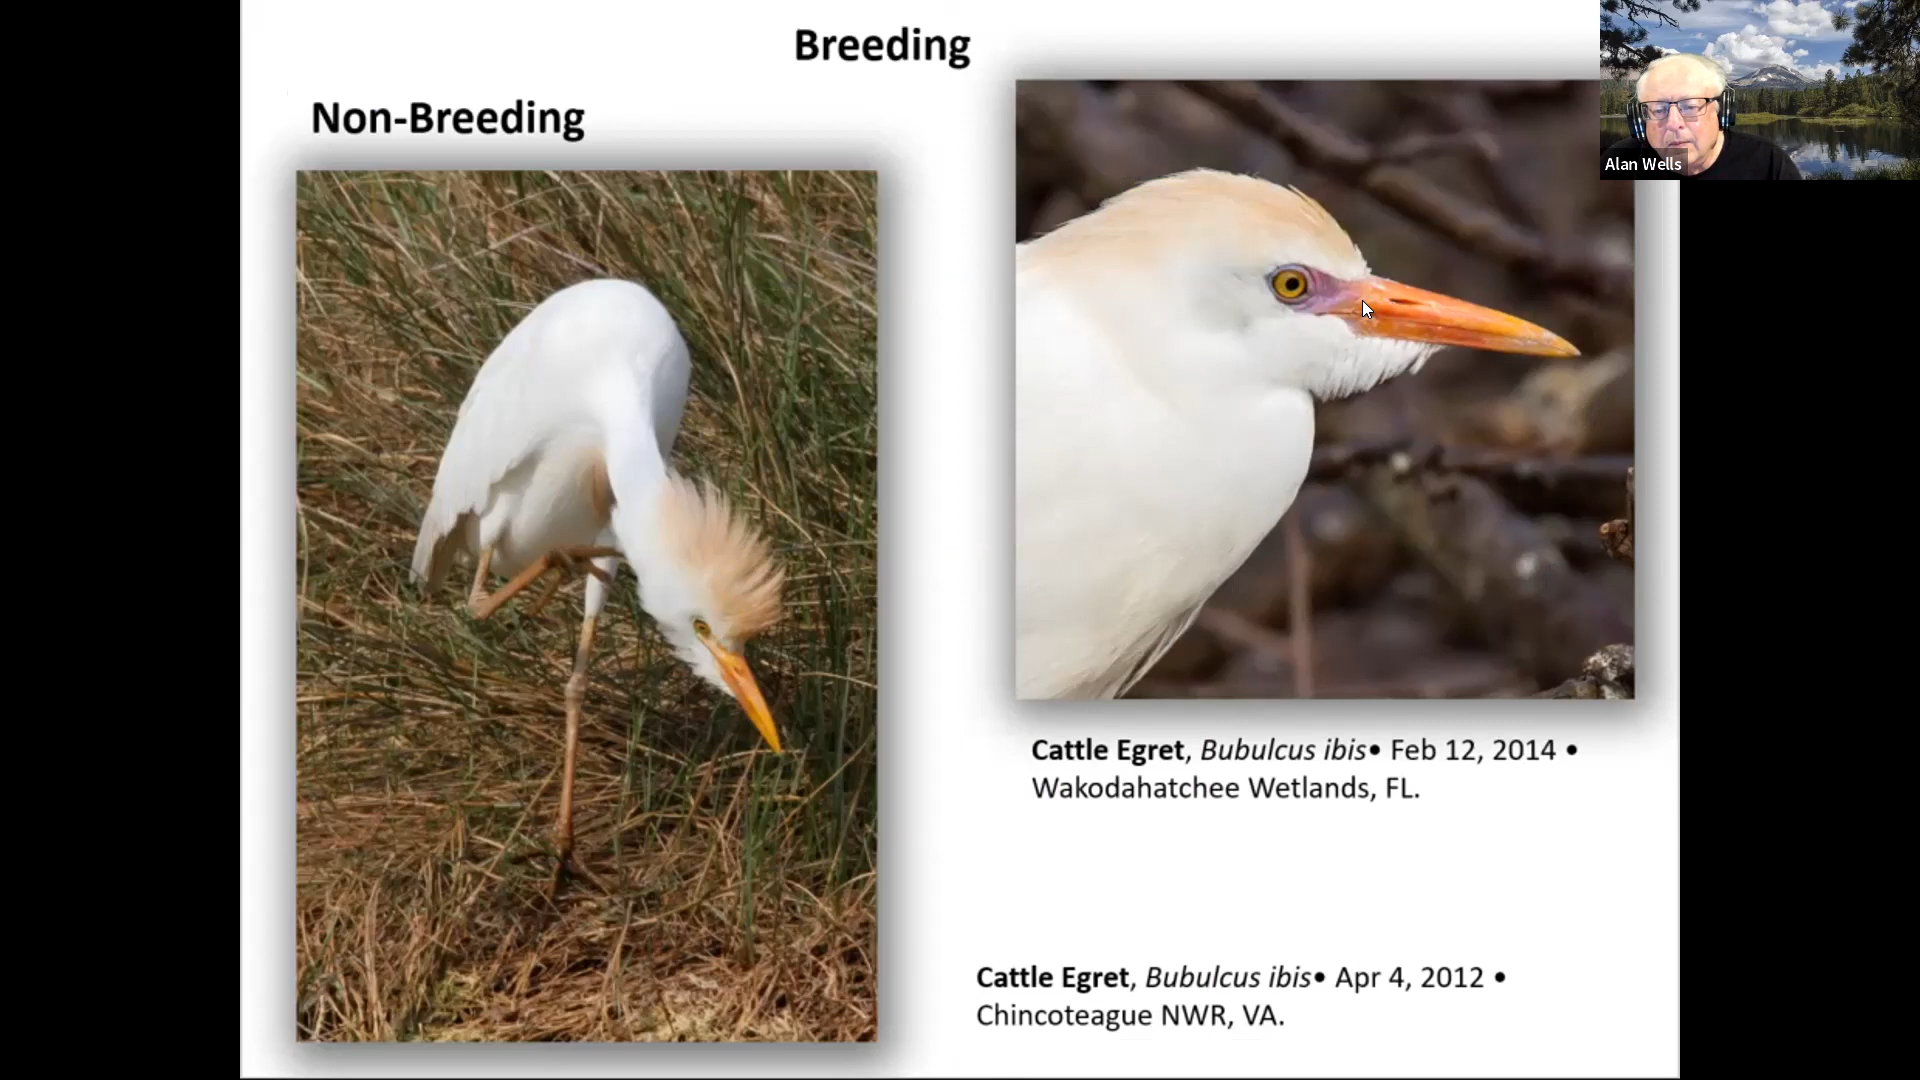 Breeding
Non-Breeding
Alan Wells
Cattle Egret, Bubulcus ibis• Feb 12, 2014 •
Wakodahatchee Wetlands, FL.
Cattle Egret, Bubulcus ibis• Apr 4, 2012 •
Chincoteague NWR, VA.